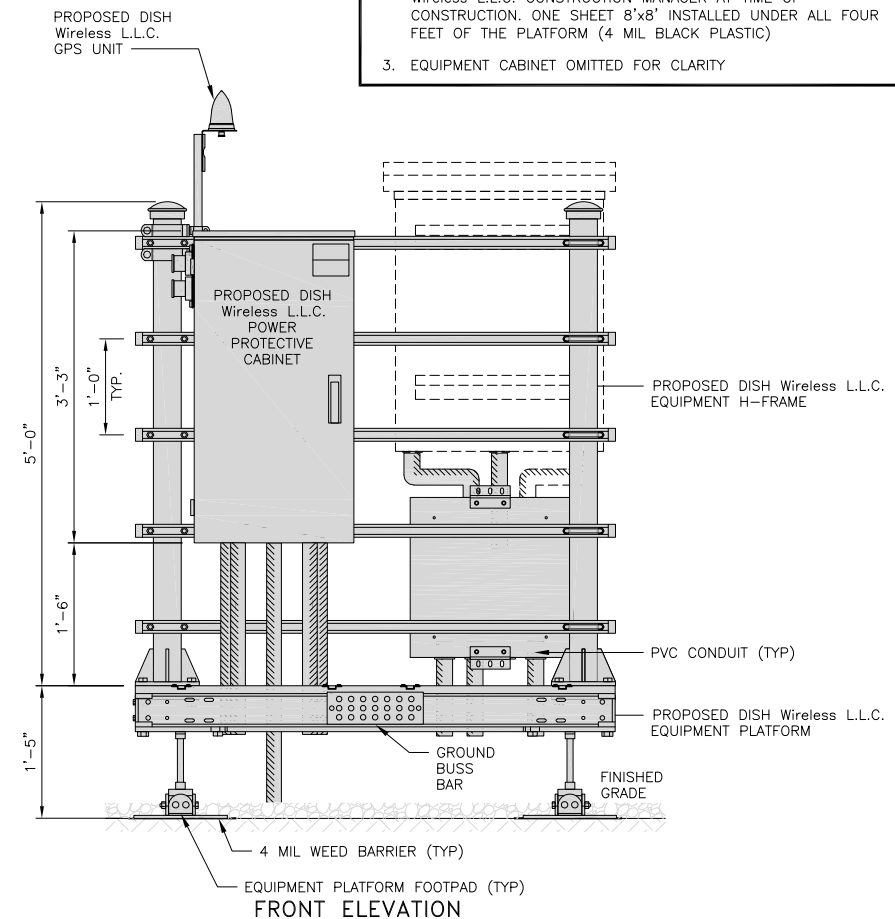 Wireless L.L.C. CONSTRUCTION MANAGER AT TIME OF
CONSTRUCTION. ONE SHEET 8'x8' INSTALLED UNDER ALL FOUR
FEET OF THE PLATFORM (4 MIL BLACK PLASTIC)
3. EQUIPMENT CABINET OMITTED FOR CLARITY
PROPOSED DISH
Wireless L.L.C.
GPS UNIT
PROPOSED DISH
Wireless L.L.C.
POWER
PROTECTIVE
CABINET
5'-0"
3'-3"
1'-0"
TYP.
1'-6"
1'-5"
PROPOSED DISH Wireless L.L.C.
EQUIPMENT H-FRAME
PVC CONDUIT (TYP)
PROPOSED DISH Wireless L.L.C.
EQUIPMENT PLATFORM
GROUND
BUSS
BAR
FINISHED
GRADE
4 MIL WEED BARRIER (TYP)
EQUIPMENT PLATFORM FOOTPAD (TYP)
FRONT ELEVATION